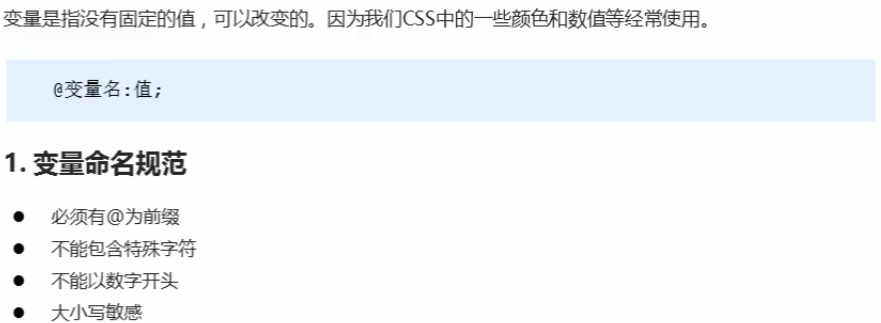 变量是指没有固定的值，可以改变的。因为我们CSS中的一些颜色和数值等经常使用。
@变量名:值;
1. 变量命名规范
● 必须有@为前缀
● 不能包含特殊字符
● 不能以数字开头
● 大小写敏感